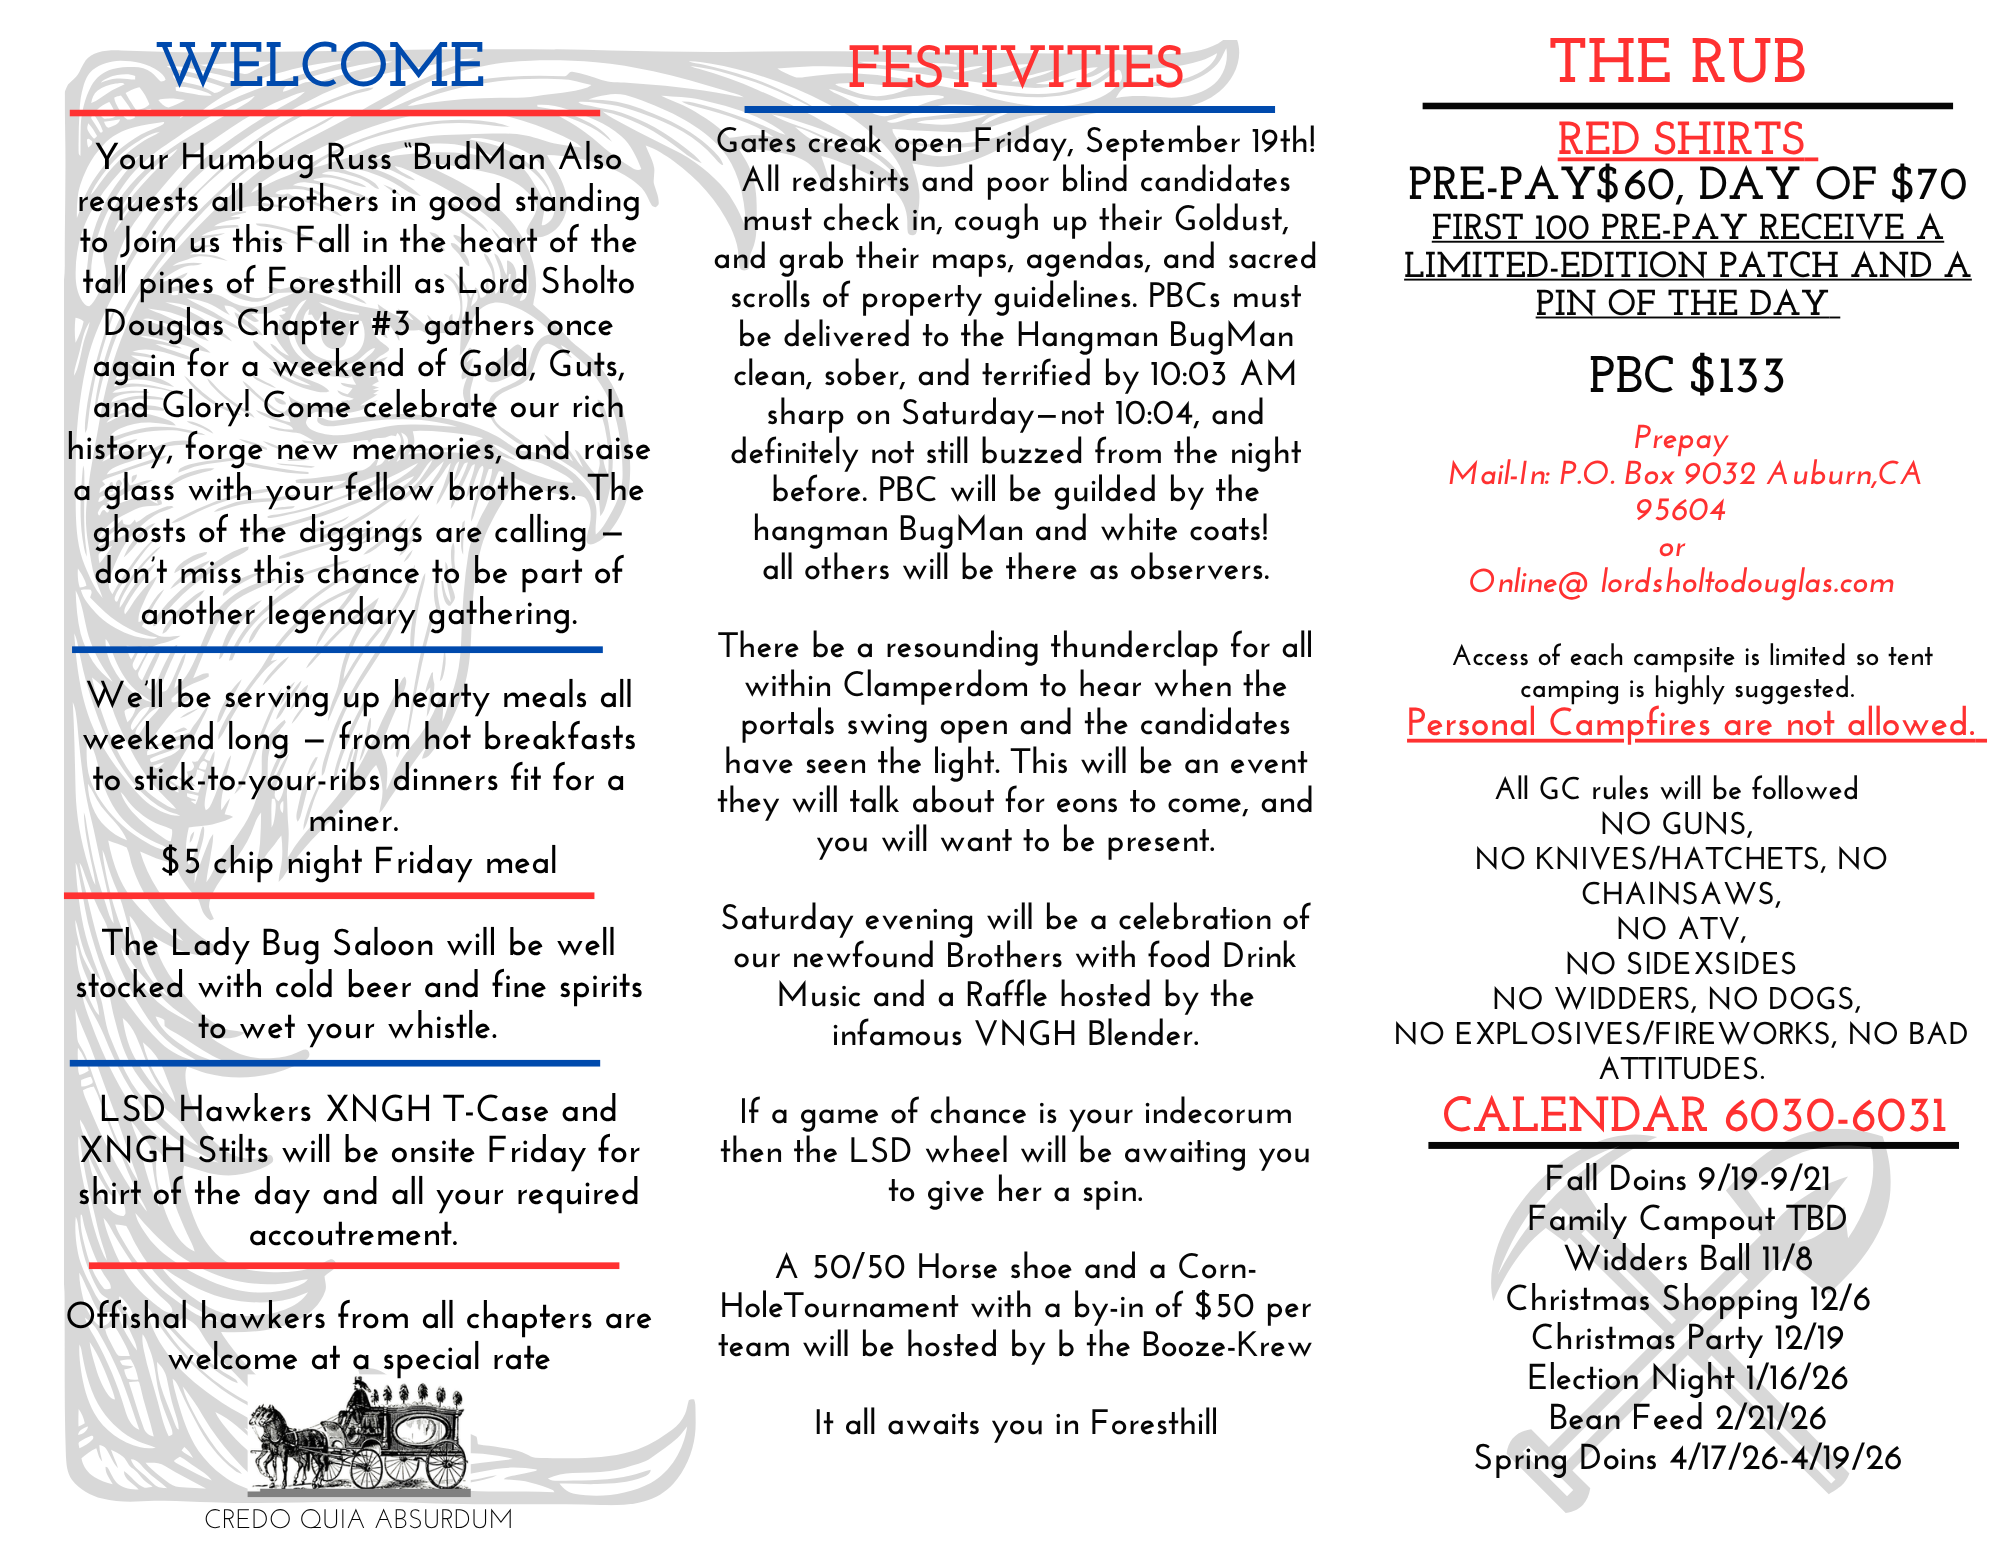 WELCOME
Your Humbug Russ “BudMan Also
requests all brothers in good standing
to Join us this Fall in the heart of the
tall pines of Foresthill as Lord Sholto
Douglas Chapter #3 gathers once
again for a weekend of Gold, Guts,
and Glory! Come celebrate our rich
history, forge new memories, and raise
a glass with your fellow brothers. The
ghosts of the diggings are calling —
don’t miss this chance to be part of
another legendary gathering.
We’ll be serving up hearty meals all
weekend long — from hot breakfasts
to stick-to-your-ribs dinners fit for a
miner.
$5 chip night Friday meal
The Lady Bug Saloon will be well
stocked with cold beer and fine spirits
to wet your whistle.
LSD Hawkers XNGH T-Case and
XNGH Stilts will be onsite Friday for
shirt of the day and all your required
accoutrement.
Offishal hawkers from all chapters are
welcome at a special rate
CREDO QUIA ABSURDUM
FESTIVITIES
Gates creak open Friday, September 19th!
All redshirts and poor blind candidates
must check in, cough up their Goldust,
and grab their maps, agendas, and sacred
scrolls of property guidelines. PBCs must
be delivered to the Hangman BugMan
clean, sober, and terrified by 10:03 AM
sharp on Saturday—not 10:04, and
definitely not still buzzed from the night
before. PBC will be guilded by the
hangman BugMan and white coats!
all others will be there as observers.
There be a resounding thunderclap for all
within Clamperdom to hear when the
portals swing open and the candidates
have seen the light. This will be an event
they will talk about for eons to come, and
you will want to be present.
Saturday evening will be a celebration of
our newfound Brothers with food Drink
Music and a Raffle hosted by the
infamous VNGH Blender.
If a game of chance is your indecorum
then the LSD wheel will be awaiting you
to give her a spin.
A 50/50 Horse shoe and a Corn-
HoleTournament with a by-in of $50 per
team will be hosted by b the Booze-Krew
It all awaits you in Foresthill
THE RUB
RED SHIRTS
PRE-PAY$60, DAY OF $70
FIRST 100 PRE-PAY RECEIVE A
LIMITED-EDITION PATCH AND A
PIN OF THE DAY
PBC $133
Prepay
Mail-In: P.O. Box 9032 Auburn,CA
95604
or
Online@ lordsholtodouglas.com
Access of each campsite is limited so tent
camping is highly suggested.
Personal Campfires are not allowed.
All GC rules will be followed
NO GUNS,
NO KNIVES/HATCHETS, NO
CHAINSAWS,
NO ATV,
NO SIDEXSIDES
NO WIDDERS, NO DOGS,
NO EXPLOSIVES/FIREWORKS, NO BAD
ATTITUDES.
CALENDAR 6030-6031
Fall Doins 9/19-9/21
Family Campout TBD
Widders Ball 11/8
Christmas Shopping 12/6
Christmas Party 12/19
Election Night 1/16/26
Bean Feed 2/21/26
Spring Doins 4/17/26-4/19/26